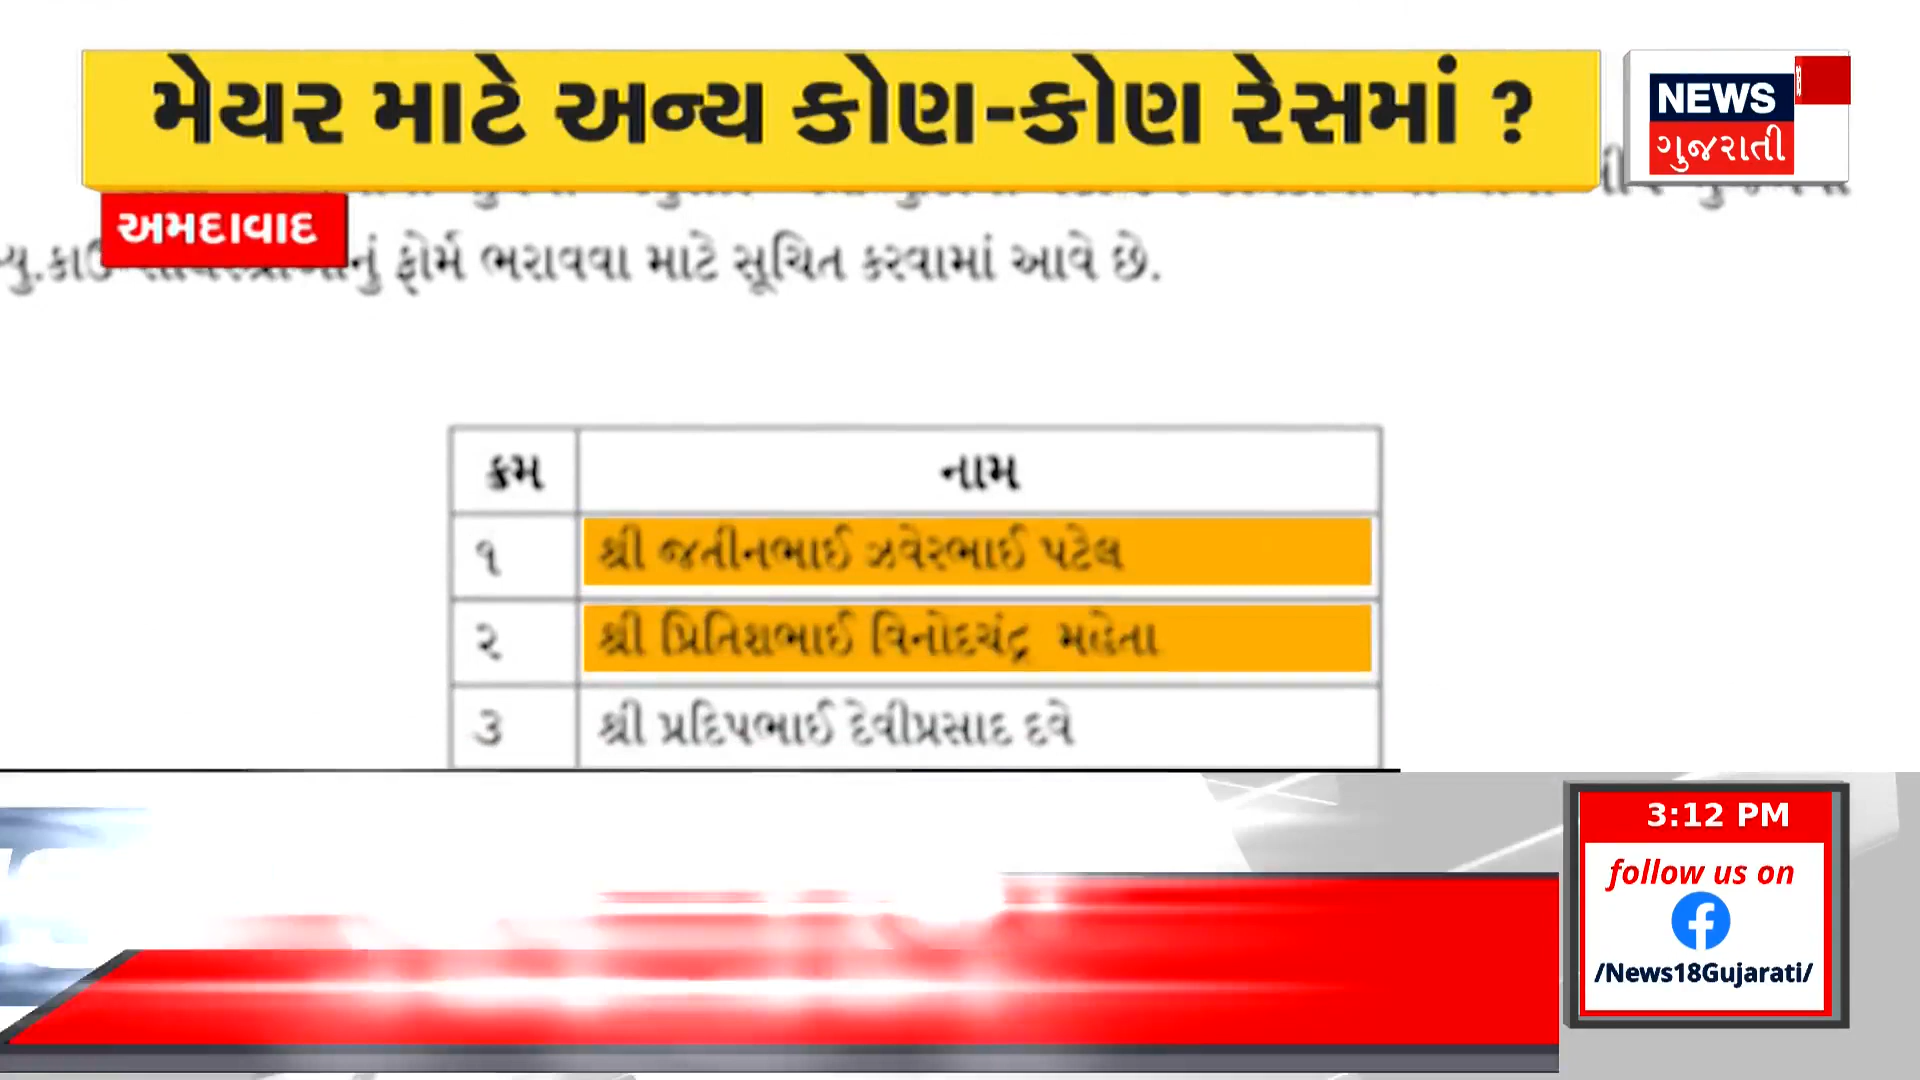 મેયર માટે અન્ય કોણ-કોણ રેસમાં ?
NEWS
ગુજરાતી
અમદાવાદ
નું ફોર્મ ભરાવવા માટે સૂચિત કરવામાં આવે છે.
ક્રમ નામ
૧ શ્રી જતીનભાઈ ઝવેરભાઈ પટેલ
૨ શ્રી પ્રિતિશભાઈ વિનોદચંદ્ર મહેતા
૩ શ્રી પ્રદિપભાઈ દેવીપ્રસાદ દવે
3:12 PM
follow us on
/News18Gujarati/